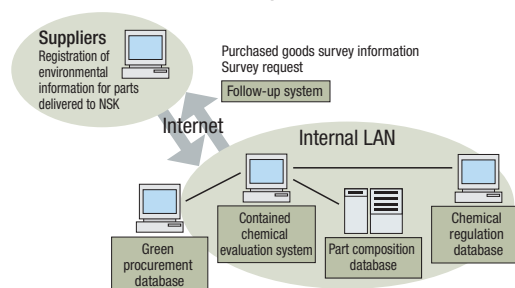 Suppliers
Registration of
environmental
information for parts
delivered to NSK
Purchased goods survey information
Survey request
Follow-up system
Internet
Internal LAN
Green
procurement
database
Contained
chemical
evaluation system
Part composition
database
Chemical
regulation
database